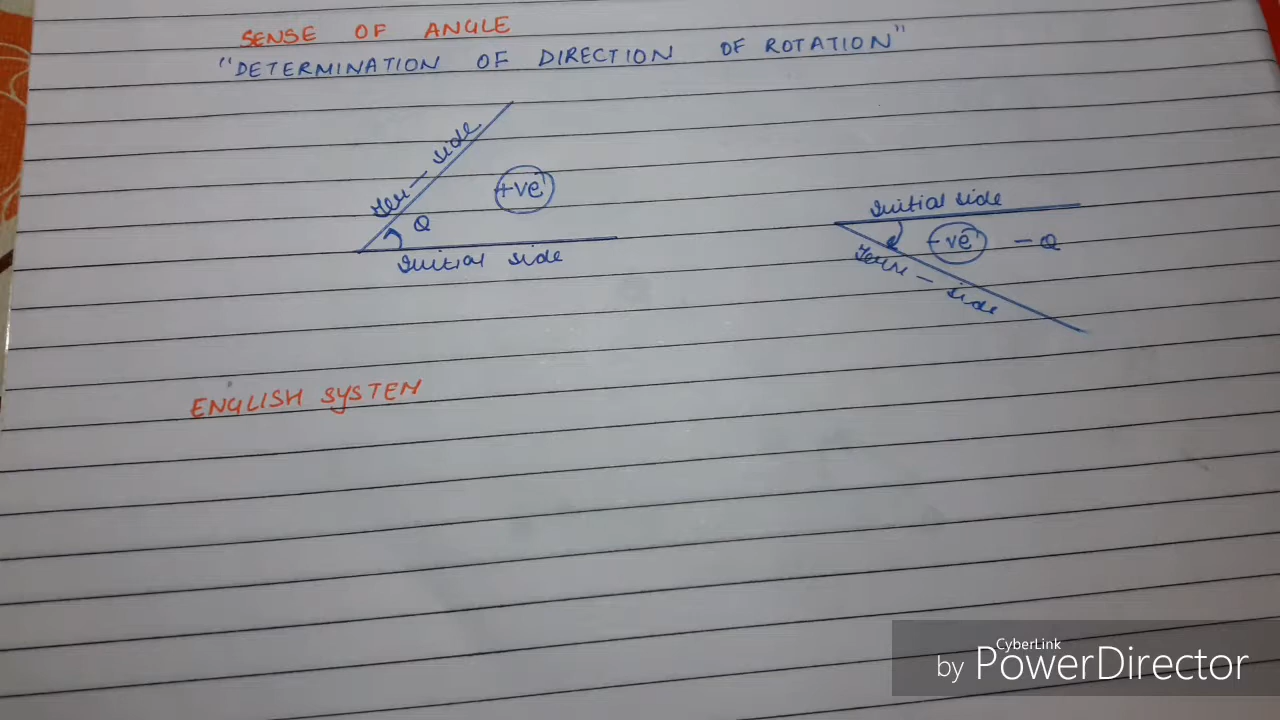 SENSE OF ANGLE
"DETERMINATION OF DIRECTION OF ROTATION"
Ter - side
+ve
Q
Initial side
Initial side
-ve - Q
Term - side
ENGLISH SYSTEM
CyberLink
by PowerDirector